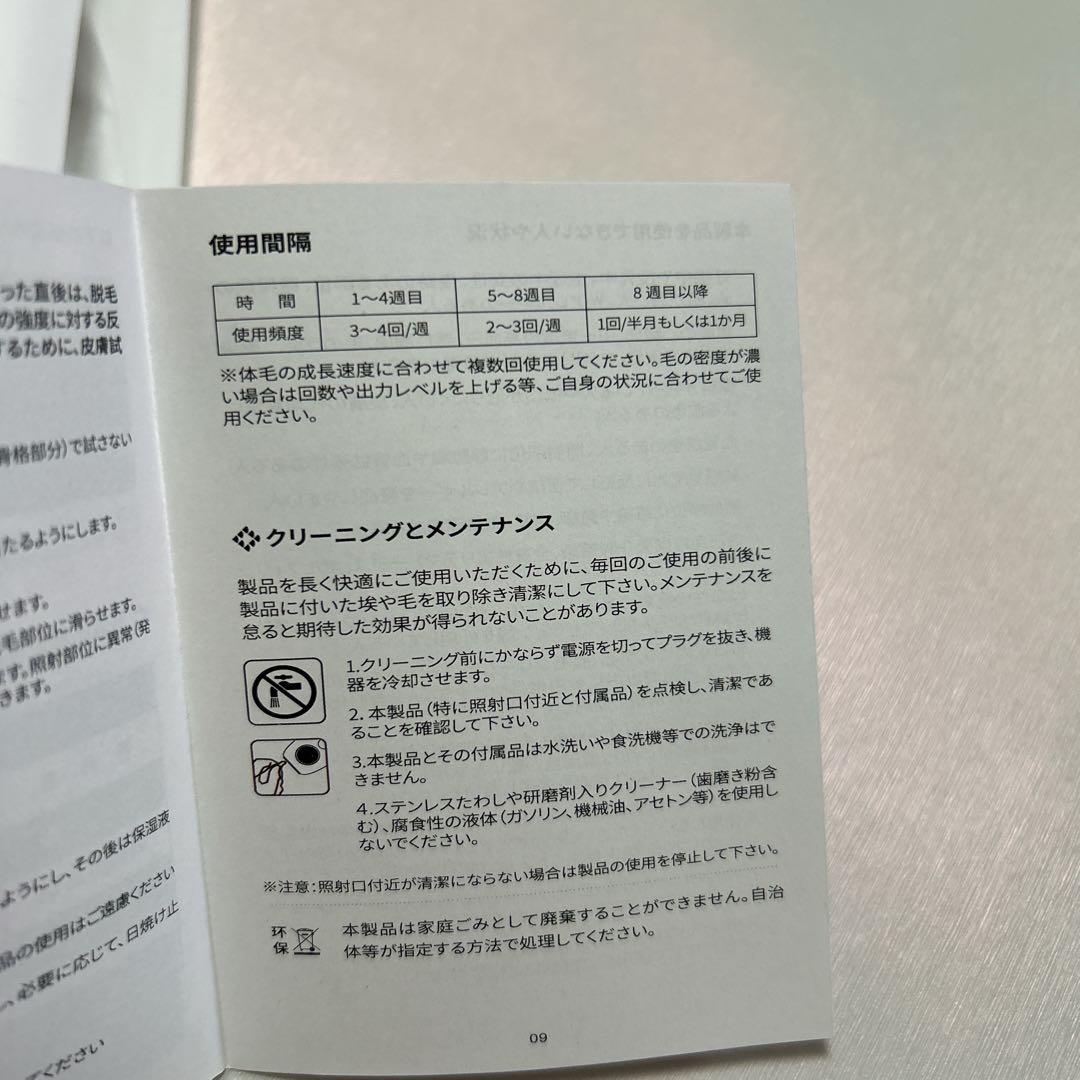 った直後は、脱毛
の強度に対する反
するために、皮膚試
骨格部分)で試さない
たるようにします。
せます。
毛部位に滑らせます。
ます。照射部位に異常(発
きます。
ようにし、その後は保湿液
品の使用はご遠慮ください
、必要に応じて、日焼け止
てください
使用間隔
時 間 1～4週目 5～8週目 8週目以降
使用頻度 3～4回/週 2～3回/週 1回/半月もしくは1か月
※体毛の成長速度に合わせて複数回使用してください。毛の密度が濃
い場合は回数や出力レベルを上げる等、ご自身の状況に合わせてご使
用ください。
クリーニングとメンテナンス
製品を長く快適にご使用いただくために、毎回のご使用の前後に
製品に付いた埃や毛を取り除き清潔にして下さい。メンテナンスを
怠ると期待した効果が得られないことがあります。
1.クリーニング前にかならず電源を切ってプラグを抜き、機
器を冷却させます。
2.本製品(特に照射口付近と付属品)を点検し、清潔であ
ることを確認して下さい。
3.本製品とその付属品は水洗いや食洗機等での洗浄はで
きません。
4.ステンレスたわしや研磨剤入りクリーナー(歯磨き粉含
む)、腐食性の液体(ガソリン、機械油、アセトン等)を使用し
ないでください。
※注意:照射口付近が清潔にならない場合は製品の使用を停止して下さい。
环
保
本製品は家庭ごみとして廃棄することができません。自治
体等が指定する方法で処理してください。
09